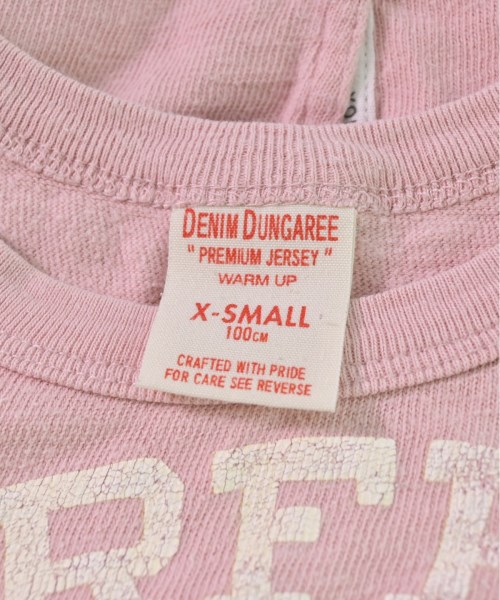 DENIM DUNGAREE
" PREMIUM JERSEY "
WARM UP
X-SMALL
100CM
CRAFTED WITH PRIDE
FOR CARE SEE REVERSE